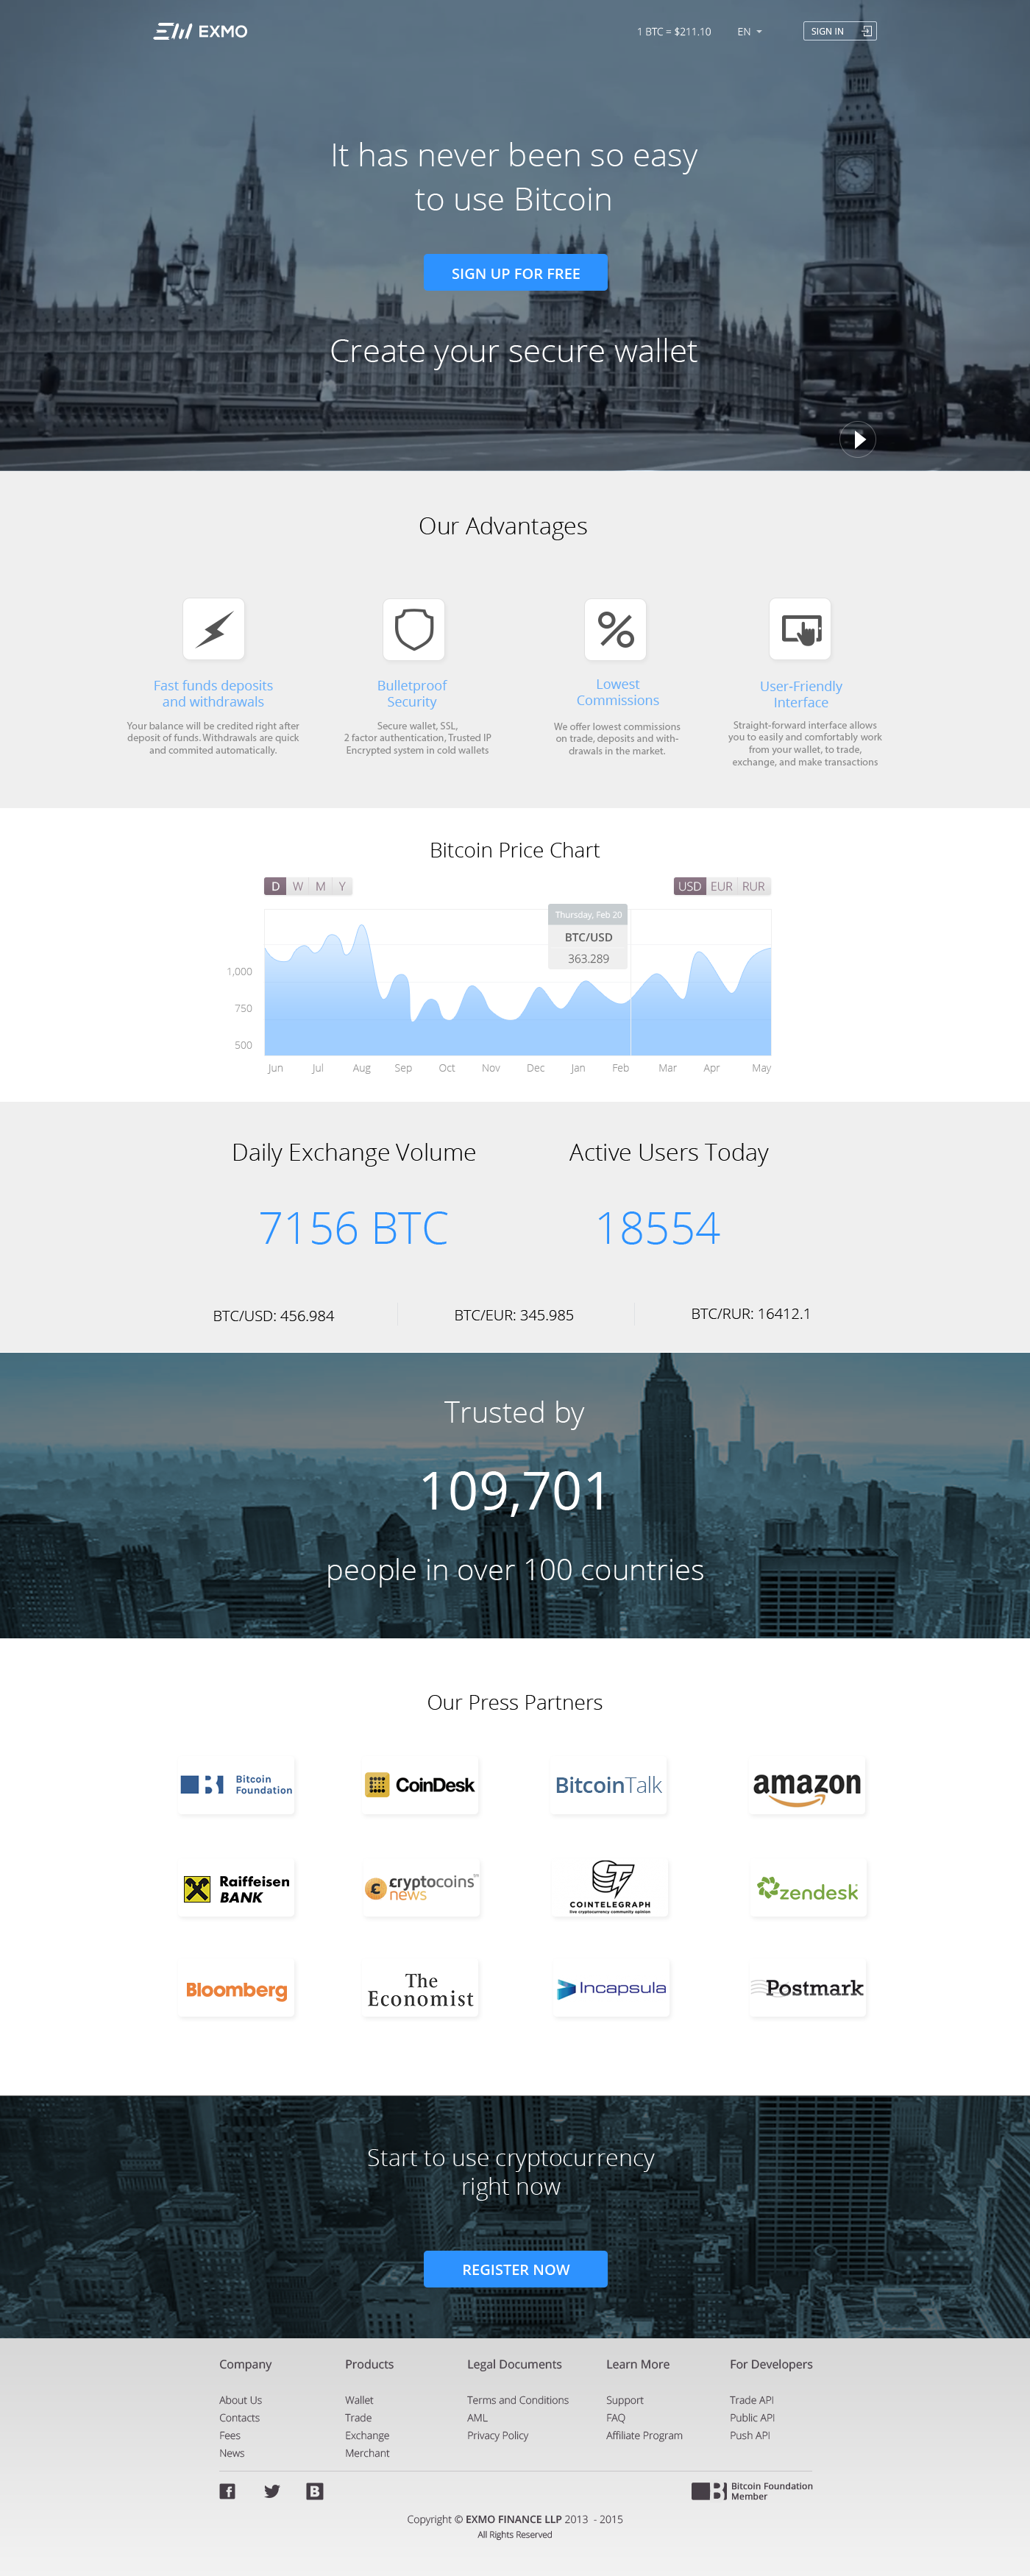 EXMO
1 BTC = $211.10
EN
SIGN IN
It has never been so easy
to use Bitcoin
SIGN UP FOR FREE
Create your secure wallet
Our Advantages
Fast funds deposits
and withdrawals
Your balance will be credited right after
deposit of funds. Withdrawals are quick
and commited automatically.
Bulletproof
Security
Secure wallet, SSL,
2 factor authentication, Trusted IP
Encrypted system in cold wallets
Lowest
Commissions
We offer lowest commissions
on trade, deposits and with-
drawals in the market.
User-Friendly
Interface
Straight-forward interface allows
you to easily and comfortably work
from your wallet, to trade,
exchange, and make transactions
Bitcoin Price Chart
D W M Y
USD EUR RUR
Thursday, Feb 20
BTC/USD
363.289
1,000
750
500
Jun Jul Aug Sep Oct Nov Dec Jan Feb Mar Apr May
Daily Exchange Volume
7156 BTC
Active Users Today
18554
BTC/USD: 456.984
BTC/EUR: 345.985
BTC/RUR: 16412.1
Trusted by
109,701
people in over 100 countries
Our Press Partners
Bitcoin
Foundation
CoinDesk
BitcoinTalk
amazon
Raiffeisen
BANK
cryptocoins
news
COINTELEGRAPH
live cryptocurrency community opinion
zendesk
Bloomberg
The
Economist
Incapsula
Postmark
Start to use cryptocurrency
right now
REGISTER NOW
Company
About Us
Contacts
Fees
News
Products
Wallet
Trade
Exchange
Merchant
Legal Documents
Terms and Conditions
AML
Privacy Policy
Learn More
Support
FAQ
Affiliate Program
For Developers
Trade API
Public API
Push API
Bitcoin Foundation
Member
Copyright © EXMO FINANCE LLP 2013 - 2015
All Rights Reserved